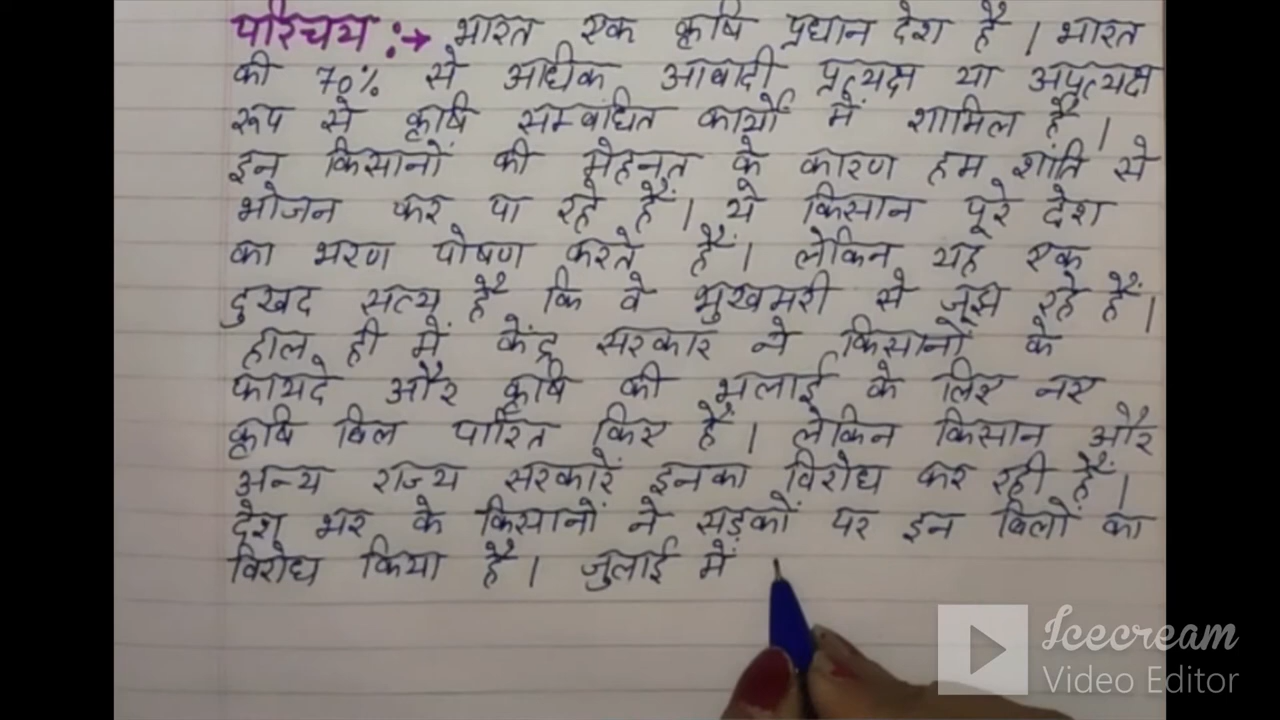 परिचय :→ भारत एक कृषि प्रधान देश है । भारत
की 70% से अधिक आबादी प्रत्यक्ष या अप्रत्यक्ष
रूप से कृषि सम्बंधित कार्यों में शामिल है ।
इन किसानों की मेहनत के कारण हम शांति से
भोजन कर पा रहे हैं । ये किसान पूरे देश
का भरण पोषण करते हैं । लेकिन यह एक
दुखद सत्य है कि वे भुखमरी से जूझ रहे हैं ।
हाल ही में केंद्र सरकार ने किसानों के
फायदे और कृषि की भलाई के लिए नए
कृषि बिल पारित किए हैं । लेकिन किसान और
अन्य राज्य सरकारें इनका विरोध कर रही हैं ।
देश भर के किसानों ने सड़कों पर इन बिलों का
विरोध किया है । जुलाई में
Icecream
Video Editor